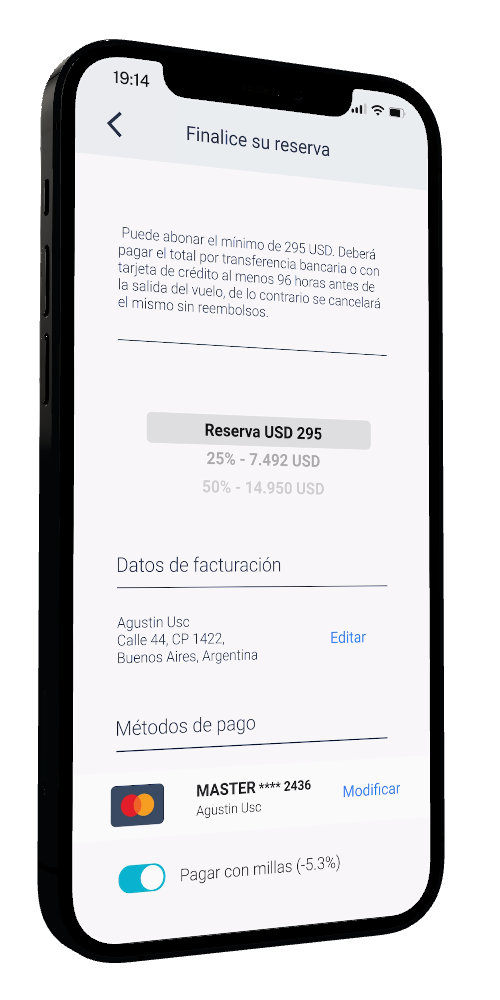 19:14
Finalice su reserva
Puede abonar el mínimo de 295 USD. Deberá
pagar el total por transferencia bancaria o con
tarjeta de crédito al menos 96 horas antes de
la salida del vuelo, de lo contrario se cancelará
el mismo sin reembolsos.
Reserva USD 295
25% - 7.492 USD
50% - 14.950 USD
Datos de facturación
Agustin Usc
Calle 44, CP 1422,
Buenos Aires, Argentina
Editar
Métodos de pago
MASTER **** 2436
Agustin Usc
Modificar
Pagar con millas (-5.3%)